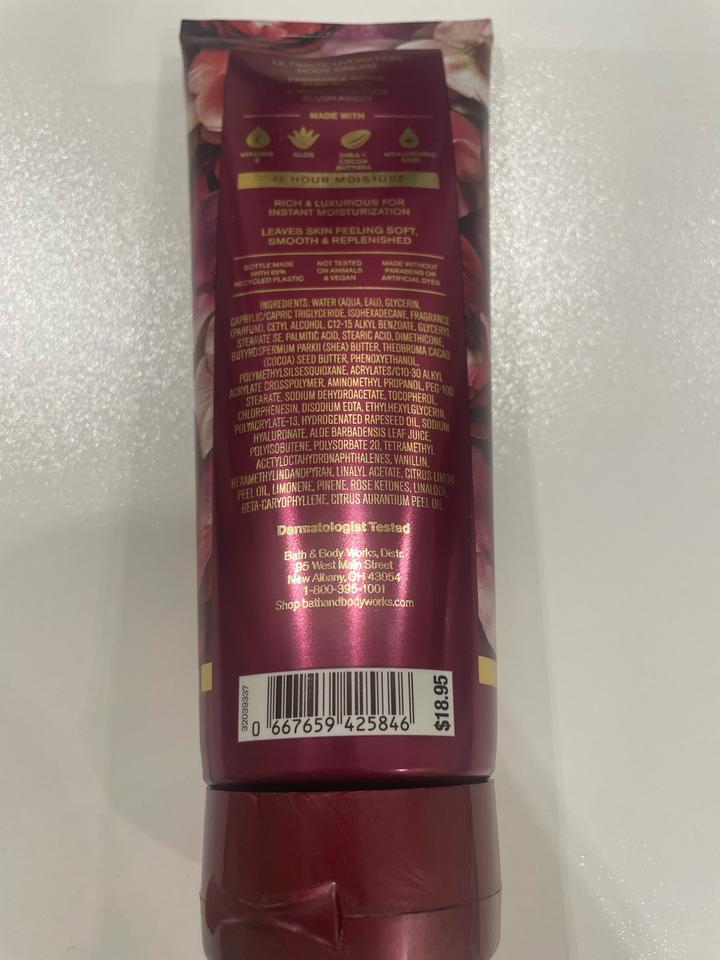 ULTIMATE HYDRATION
BODY CREAM
FRAGRANCE NOTES
BLUSH AMBER
MADE WITH
VITAMIN
E
ALOE
SHEA +
COCOA
BUTTERS
HYALURONIC
ACID
HOUR MOISTURE
RICH & LUXURIOUS FOR
INSTANT MOISTURIZATION
LEAVES SKIN FEELING SOFT,
SMOOTH & REPLENISHED
BOTTLE MADE
WITH
RECYCLED PLASTIC
NOT TESTED
ON ANIMALS
& VEGAN
MADE WITHOUT
PARABENS OR
ARTIFICIAL DYES
INGREDIENTS: WATER (AQUA, EAU), GLYCERIN,
CAPRYLIC/CAPRIC TRIGLYCERIDE, ISOHEXADECANE, FRAGRANCE
(PARFUM), CETYL ALCOHOL, C12-15 ALKYL BENZOATE, GLYCERYL
STEARATE SE, PALMITIC ACID, STEARIC ACID, DIMETHICONE,
BUTYROSPERMUM PARKII (SHEA) BUTTER, THEOBROMA CACAO
(COCOA) SEED BUTTER, PHENOXYETHANOL,
POLYMETHYLSILSESQUIOXANE, ACRYLATES/C10-30 ALKYL
ACRYLATE CROSSPOLYMER, AMINOMETHYL PROPANOL, PEG-100
STEARATE, SODIUM DEHYDROACETATE, TOCOPHEROL,
CHLORPHENESIN, DISODIUM EDTA, ETHYLHEXYLGLYCERIN,
POLYACRYLATE-13, HYDROGENATED RAPESEED OIL, SODIUM
HYALURONATE, ALOE BARBADENSIS LEAF JUICE,
POLYISOBUTENE, POLYSORBATE 20, TETRAMETHYL
ACETYLOCTAHYDRONAPHTHALENES, VANILLIN,
HEXAMETHYLINDANOPYRAN, LINALYL ACETATE, CITRUS LIMON
PEEL OIL, LIMONENE, PINENE, ROSE KETONES, LINALOOL,
BETA-CARYOPHYLLENE, CITRUS AURANTIUM PEEL OIL.
Dermatologist Tested
Bath & Body Works, Distr.
95 West Main Street
New Albany, OH 43054
1-800-395-1001
Shop bathandbodyworks.com
32039337
0 667659 425846
$18.95